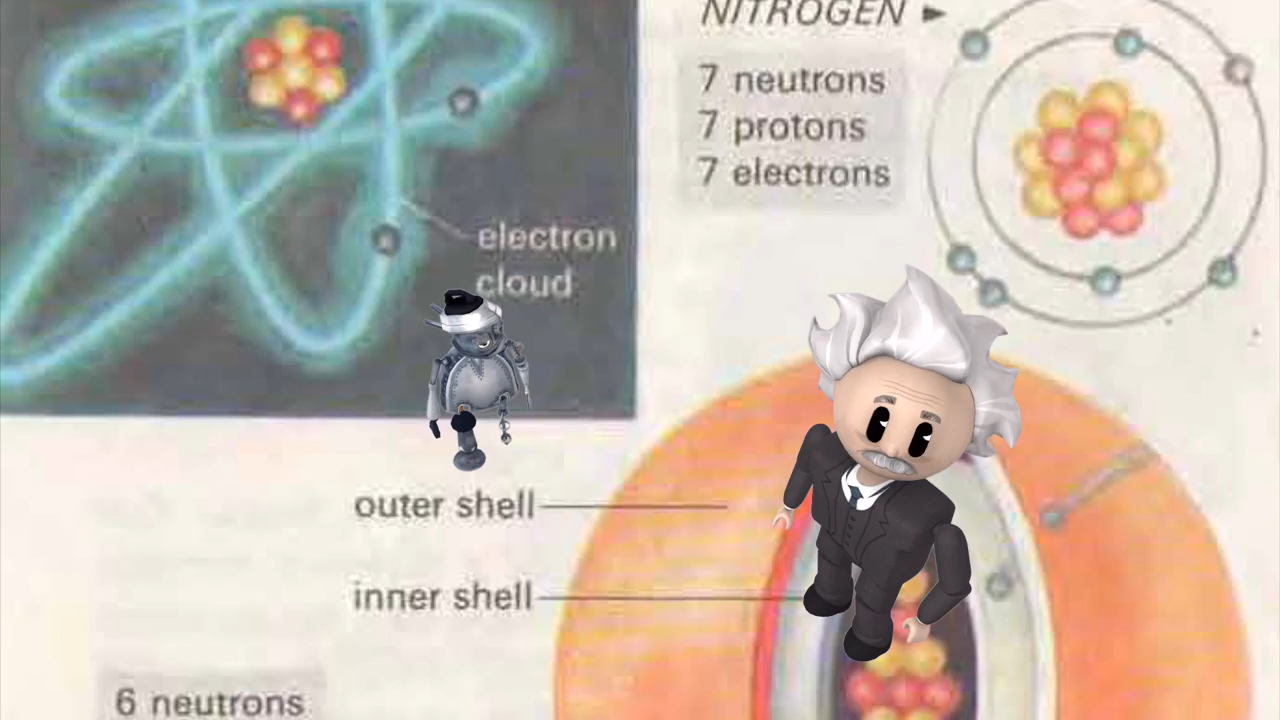 NITROGEN
7 neutrons
7 protons
7 electrons
electron
cloud
outer shell
inner shell
6 neutrons